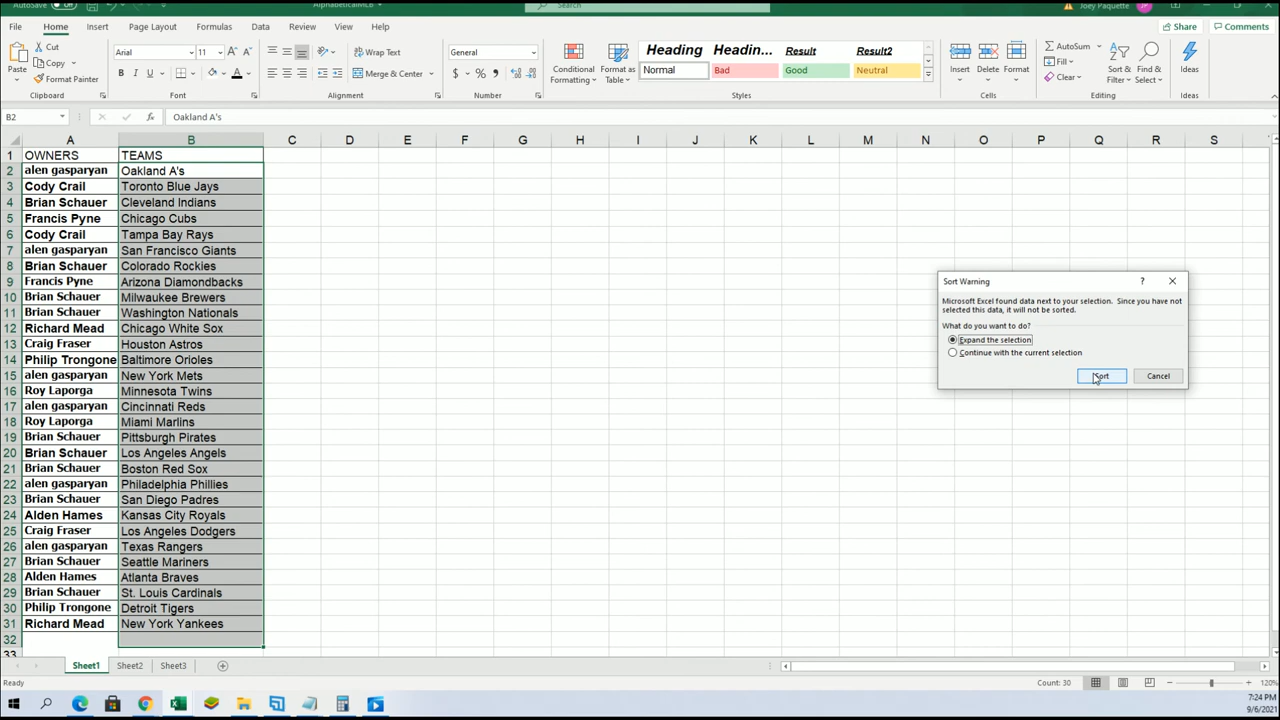 AutoSave Off AlphabeticalMLB Search Joey Paquette JP
File Home Insert Page Layout Formulas Data Review View Help Share Comments
Paste Cut Copy Format Painter Clipboard
Arial 11 A A B I U A Font
Wrap Text Merge & Center Alignment
General $ % Number
Conditional Formatting Format as Table
Heading Headin... Result Result2
Normal Bad Good Neutral Styles
Insert Delete Format Cells
AutoSum Fill Clear Sort & Filter Find & Select Editing
Ideas Ideas
B2 fx Oakland A's
A B C D E F G H I J K L M N O P Q R S
1 OWNERS TEAMS
2 alen gasparyan Oakland A's
3 Cody Crail Toronto Blue Jays
4 Brian Schauer Cleveland Indians
5 Francis Pyne Chicago Cubs
6 Cody Crail Tampa Bay Rays
7 alen gasparyan San Francisco Giants
8 Brian Schauer Colorado Rockies
9 Francis Pyne Arizona Diamondbacks
10 Brian Schauer Milwaukee Brewers
11 Brian Schauer Washington Nationals
12 Richard Mead Chicago White Sox
13 Craig Fraser Houston Astros
14 Philip Trongone Baltimore Orioles
15 alen gasparyan New York Mets
16 Roy Laporga Minnesota Twins
17 alen gasparyan Cincinnati Reds
18 Roy Laporga Miami Marlins
19 Brian Schauer Pittsburgh Pirates
20 Brian Schauer Los Angeles Angels
21 Brian Schauer Boston Red Sox
22 alen gasparyan Philadelphia Phillies
23 Brian Schauer San Diego Padres
24 Alden Hames Kansas City Royals
25 Craig Fraser Los Angeles Dodgers
26 alen gasparyan Texas Rangers
27 Brian Schauer Seattle Mariners
28 Alden Hames Atlanta Braves
29 Brian Schauer St. Louis Cardinals
30 Philip Trongone Detroit Tigers
31 Richard Mead New York Yankees
32
33
Sort Warning ?
Microsoft Excel found data next to your selection. Since you have not
selected this data, it will not be sorted.
What do you want to do?
Expand the selection
Continue with the current selection
Sort Cancel
Sheet1 Sheet2 Sheet3
Ready Count: 30 120%
7:24 PM
9/6/2021